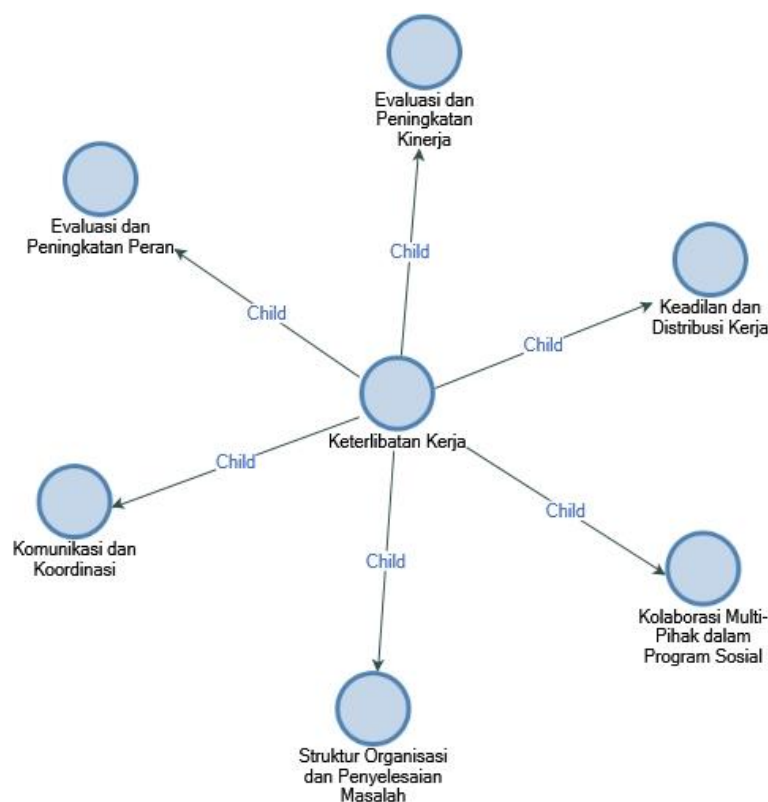 Evaluasi dan
Peningkatan
Kinerja
Evaluasi dan
Peningkatan Peran
Child
Child
Keadilan dan
Distribusi Kerja
Child
Keterlibatan Kerja
Child
Komunikasi dan
Koordinasi
Child
Child
Kolaborasi Multi-
Pihak dalam
Program Sosial
Struktur Organisasi
dan Penyelesaian
Masalah